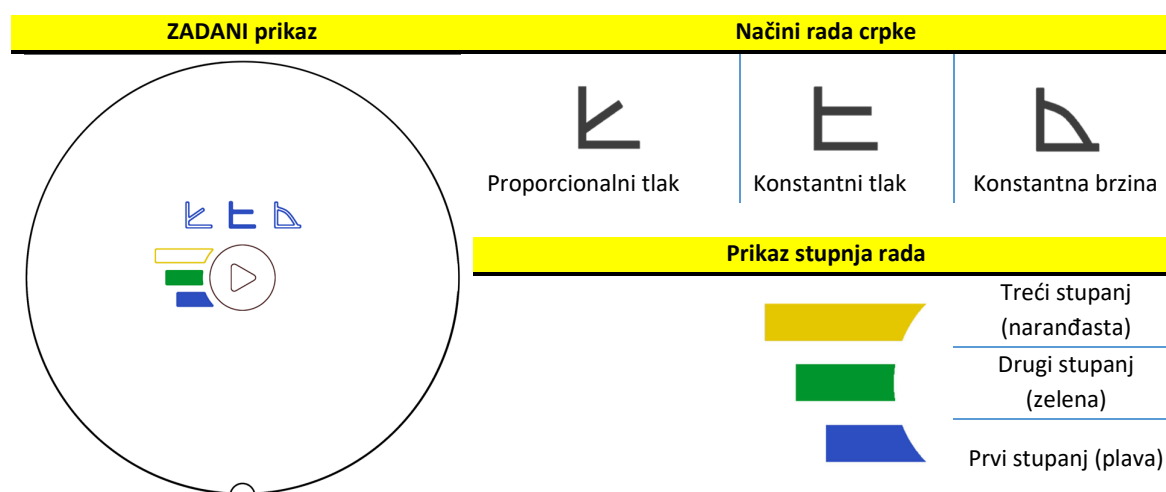 ZADANI prikaz
Načini rada crpke
Proporcionalni tlak
Konstantni tlak
Konstantna brzina
Prikaz stupnja rada
Treći stupanj
(naranđasta)
Drugi stupanj
(zelena)
Prvi stupanj (plava)